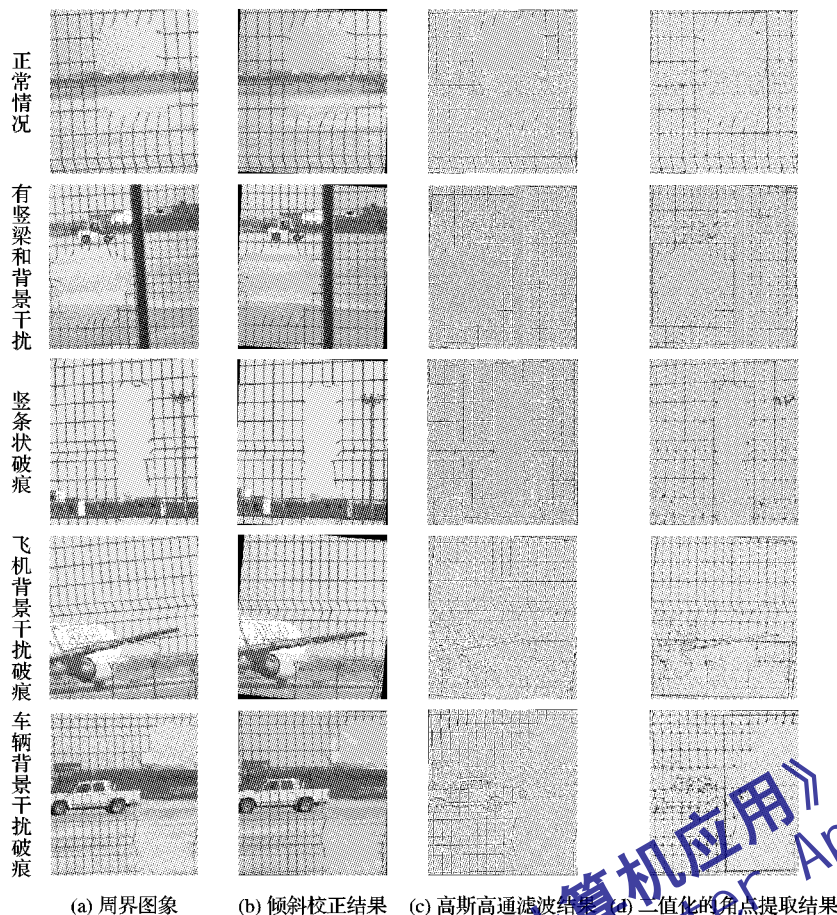 正常情况
有竖梁和背景干扰
竖条状破痕
飞机背景干扰破痕
车辆背景干扰破痕
(a) 周界图象 (b) 倾斜校正结果 (c) 高斯高通滤波结果 (d) 二值化的角点提取结果
算机应用》
ter Ap